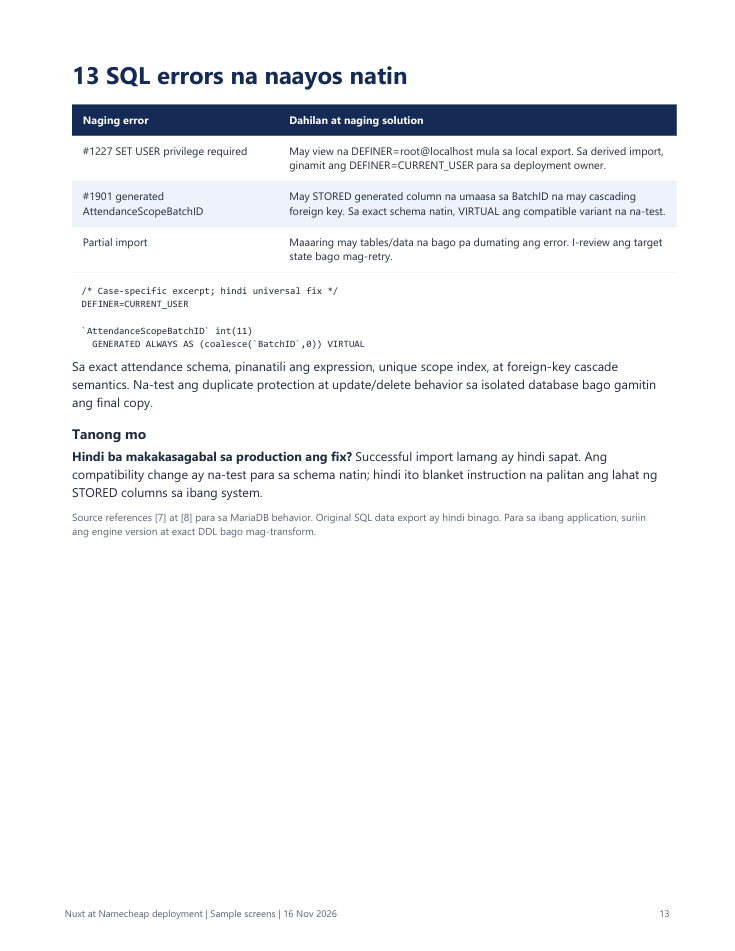 13 SQL errors na naayos natin
Naging error
Dahilan at naging solution
#1227 SET USER privilege required
May view na DEFINER=root@localhost mula sa local export. Sa derived import,
ginamit ang DEFINER=CURRENT_USER para sa deployment owner.
#1901 generated
AttendanceScopeBatchID
May STORED generated column na umaasa sa BatchID na may cascading
foreign key. Sa exact schema natin, VIRTUAL ang compatible variant na na-test.
Partial import
Maaaring may tables/data na bago pa dumating ang error. I-review ang target
state bago mag-retry.
/* Case-specific excerpt; hindi universal fix */
DEFINER=CURRENT_USER
`AttendanceScopeBatchID` int(11)
GENERATED ALWAYS AS (coalesce(`BatchID`,0)) VIRTUAL
Sa exact attendance schema, pinanatili ang expression, unique scope index, at foreign-key cascade
semantics. Na-test ang duplicate protection at update/delete behavior sa isolated database bago gamitin
ang final copy.
Tanong mo
Hindi ba makakasagabal sa production ang fix? Successful import lamang ay hindi sapat. Ang
compatibility change ay na-test para sa schema natin; hindi ito blanket instruction na palitan ang lahat ng
STORED columns sa ibang system.
Source references [7] at [8] para sa MariaDB behavior. Original SQL data export ay hindi binago. Para sa ibang application, suriin
ang engine version at exact DDL bago mag-transform.
Nuxt at Namecheap deployment | Sample screens | 16 Nov 2026
13